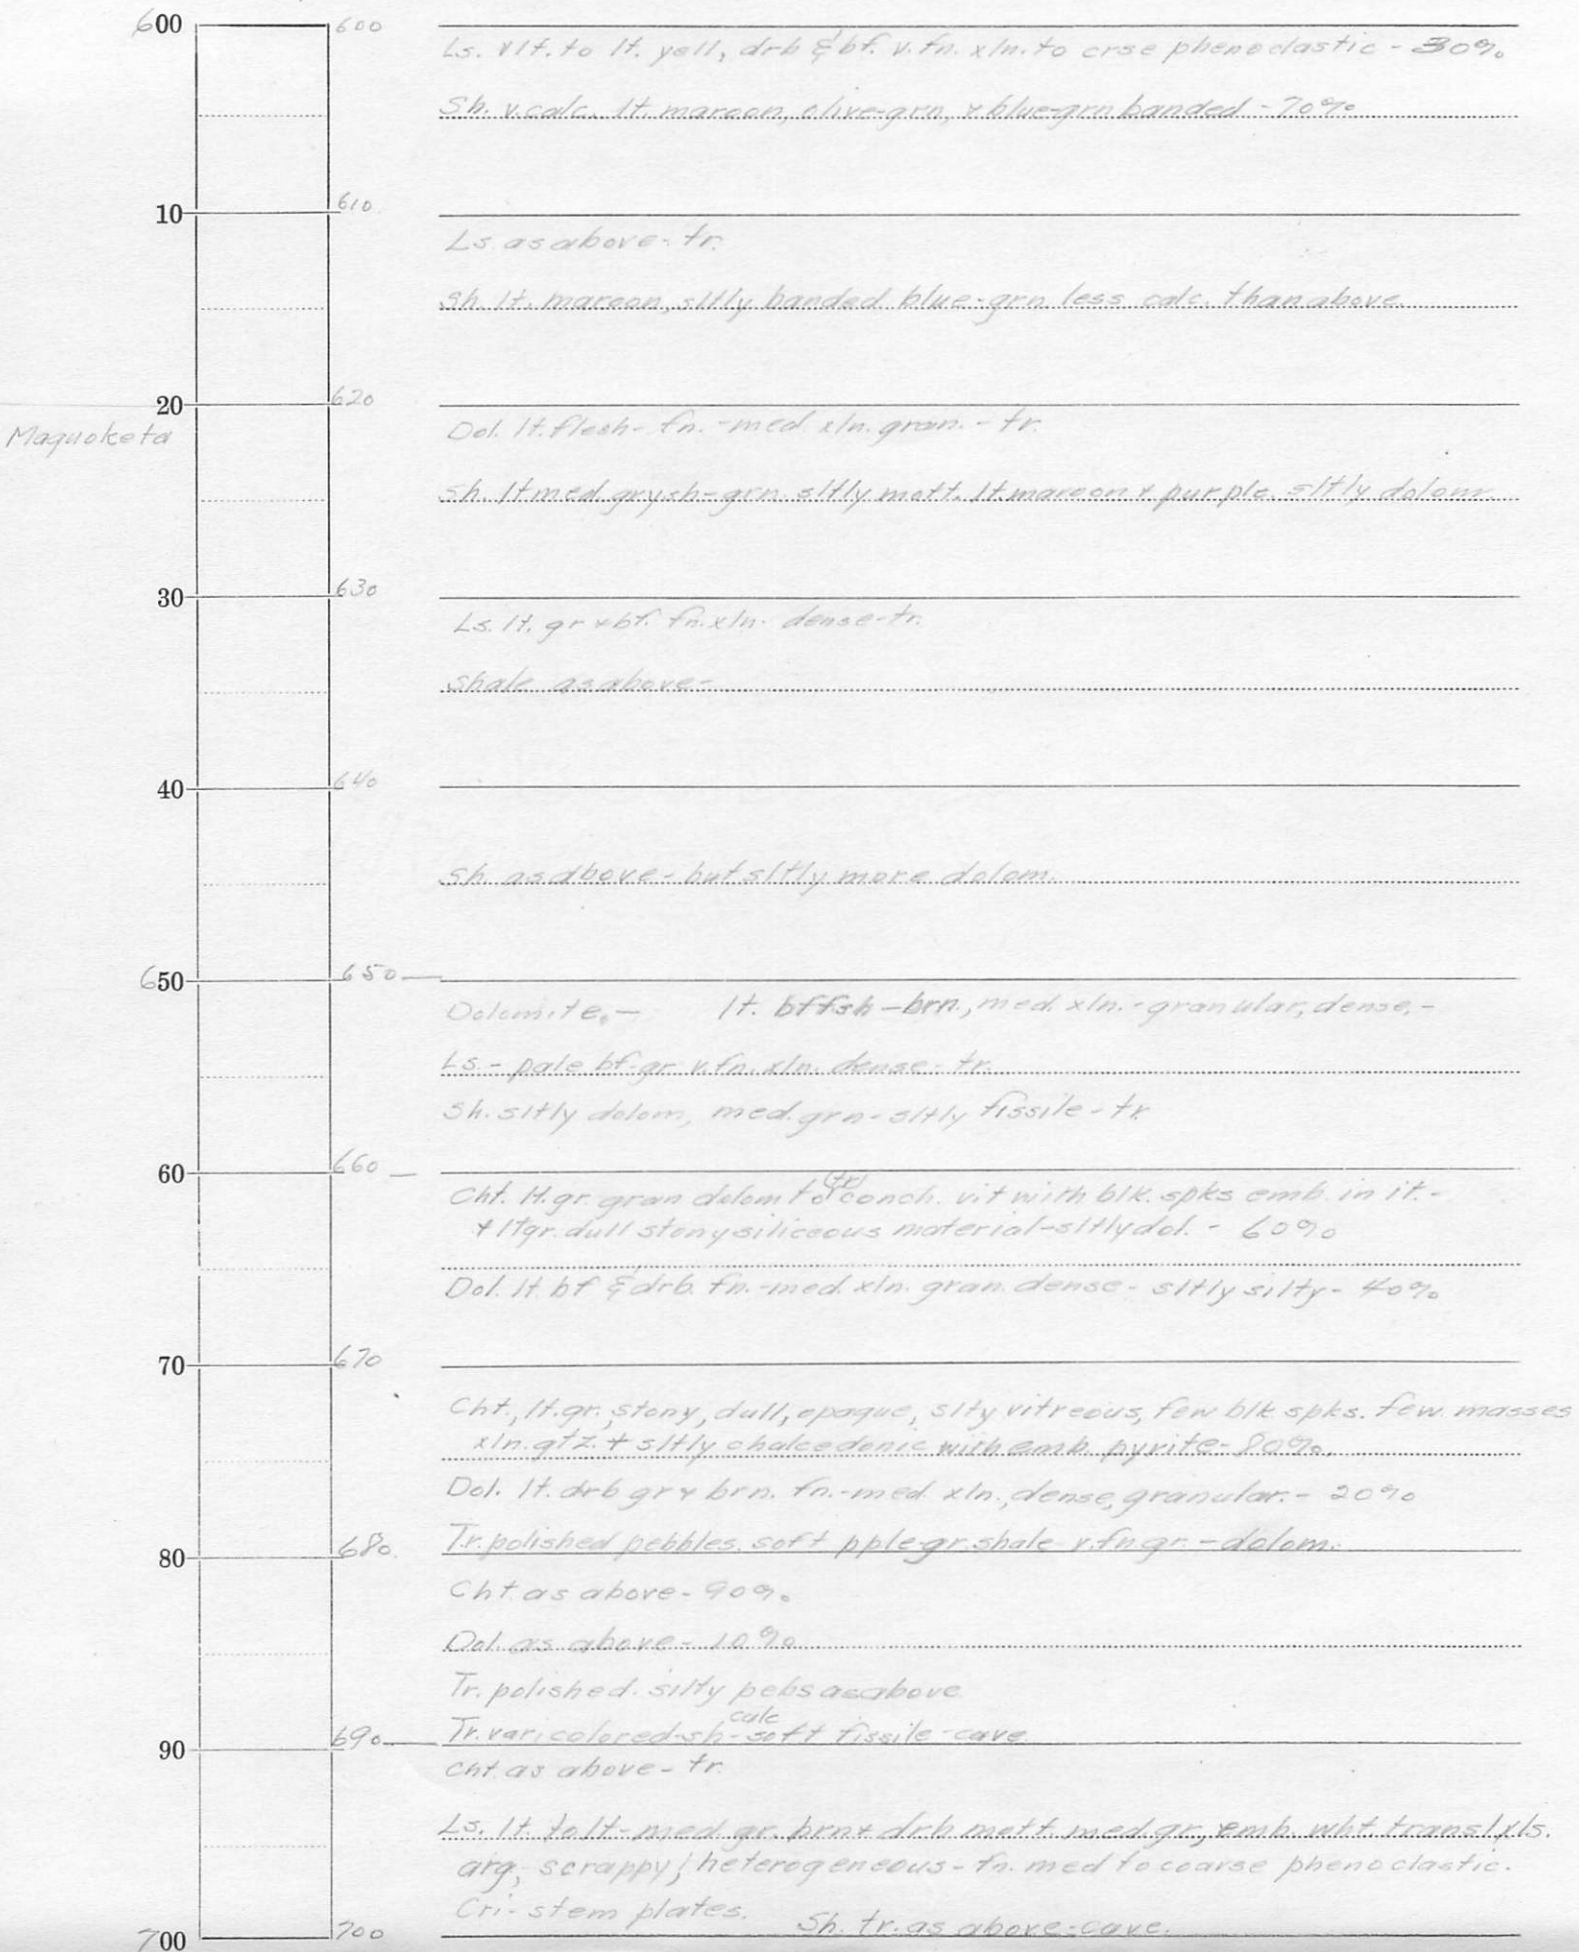 600 600
Ls. v lt. to lt. yell, drb & bf. v. fn. xln. to crse phenoclastic - 30%
Sh. v. calc. lt. maroon, olive-grn, & blue-grn banded - 70%
10 610
Ls as above - tr.
Sh. lt. maroon, sltly banded blue-grn less calc. than above.
20 620
Maquoketa
Dol. lt. flesh - fn. - med. xln. gran. - tr.
Sh. lt med. grysh-grn. sltly mott. lt. maroon & purple. sltly dolom.
30 630
Ls. lt. gr & bf. fn. xln. dense - tr.
Shale as above -
40 640
Sh. as above - but sltly more dolom.
650 650
Dolomite. - lt. bffsh - brn., med. xln. - granular, dense, -
Ls. - pale bf-gr v. fn. xln. dense - tr.
Sh. sltly dolom, med. grn - sltly fissile - tr.
60 660
Cht. lt. gr. gran dolom to (tr) conch. vit with blk. spks emb. in it. -
+ lt gr. dull stony siliceous material - sltly dol. - 60%
Dol. lt bf & drb. fn. - med. xln. gran. dense - sltly silty - 40%
70 670
Cht., lt. gr. stony, dull, opaque, slty vitreous, few blk spks. few masses
xln. qtz. + sltly chalcedonic with emb. pyrite - 80%.
Dol. lt. drb gr & brn. fn. - med. xln., dense, granular. - 20%
80 680
Tr. polished pebbles. soft pple-gr. shale v. fn gr. - dolom.
Cht as above - 90%
Dol. as above - 10%
Tr. polished. silty pebs as above
90 690
Tr. varicolored - sh - calc soft fissile - cave
Cht as above - tr.
Ls. lt. to lt - med gr. brn + drb mott. med. gr, emb. wht. transl xls.
arg, scrappy, heterogeneous - fn. med to coarse phenoclastic.
Cri - stem plates. Sh. tr. as above - cave.
700 700